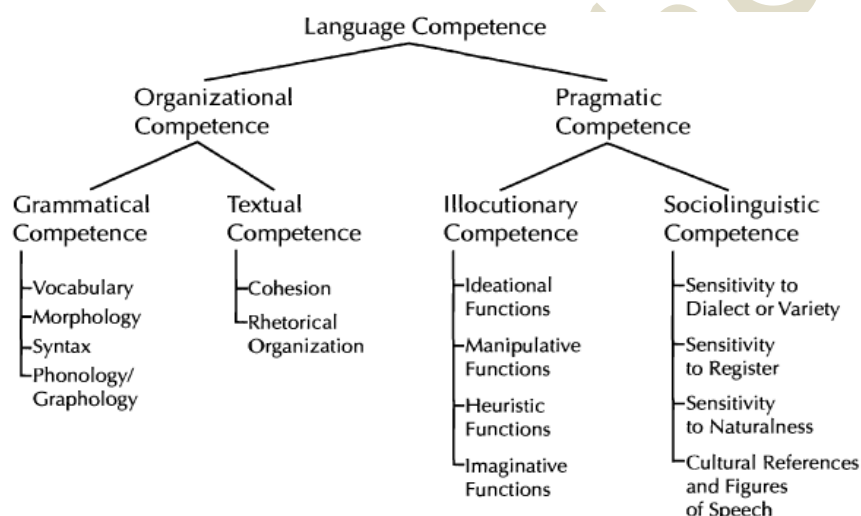 Language Competence
Organizational
Competence
Pragmatic
Competence
Grammatical
Competence
Textual
Competence
Illocutionary
Competence
Sociolinguistic
Competence
Vocabulary
Morphology
Syntax
Phonology/
Graphology
Cohesion
Rhetorical
Organization
Ideational
Functions
Manipulative
Functions
Heuristic
Functions
Imaginative
Functions
Sensitivity to
Dialect or Variety
Sensitivity
to Register
Sensitivity
to Naturalness
Cultural References
and Figures
of Speech